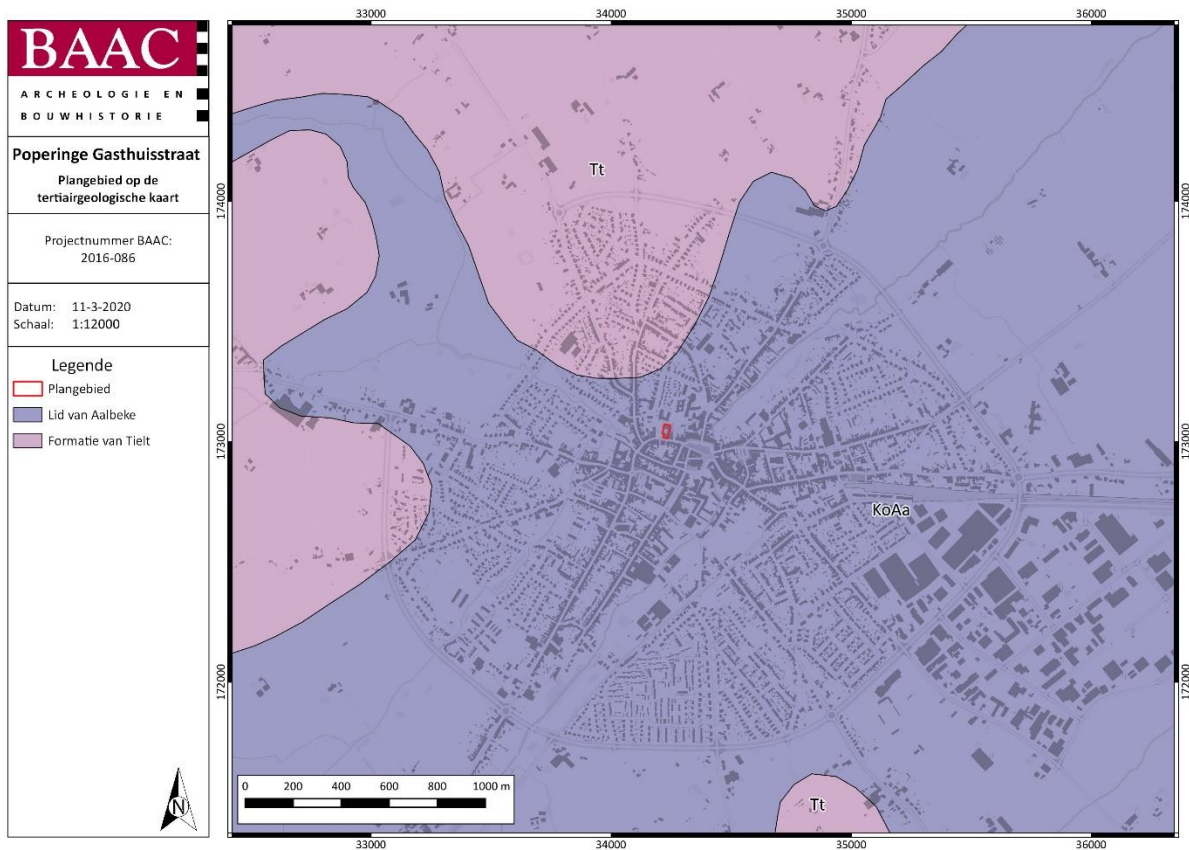 BAAC
ARCHEOLOGIE EN
BOUWHISTORIE
Poperinge Gasthuisstraat
Plangebied op de
tertiairgeologische kaart
Projectnummer BAAC:
2016-086
Datum: 11-3-2020
Schaal: 1:12000
Legende
Plangebied
Lid van Aalbeke
Formatie van Tielt
N
33000 34000 35000 36000
174000 174000
173000 173000
172000 172000
Tt
KoAa
Tt
0 200 400 600 800 1000 m
33000 34000 35000 36000